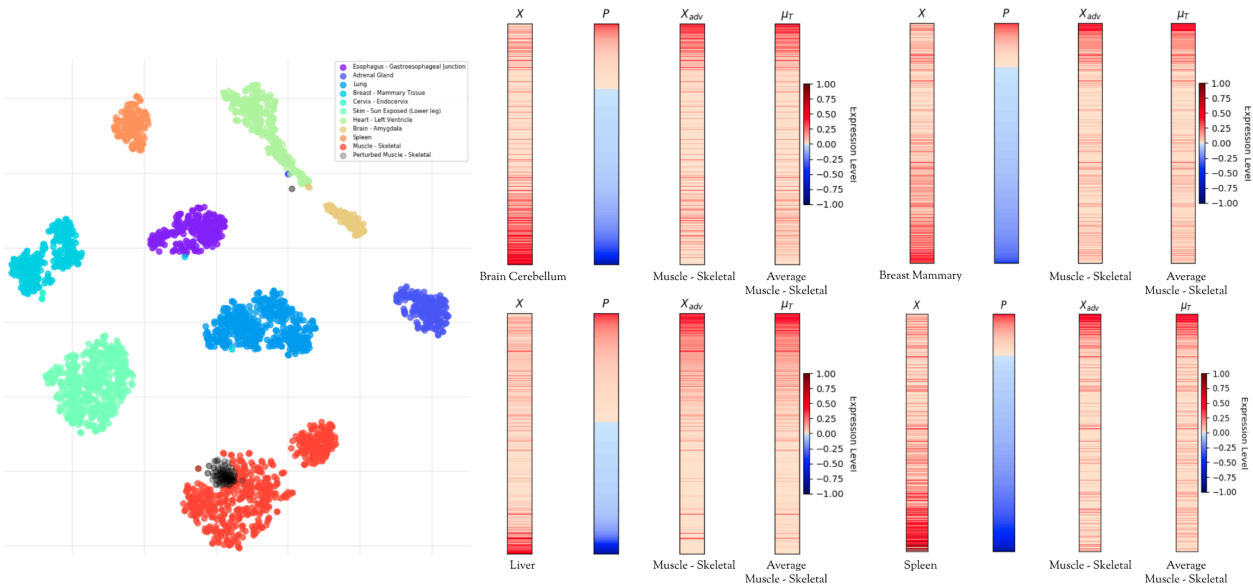 Esophagus - Gastroesophageal Junction
Adrenal Gland
Lung
Breast - Mammary Tissue
Cervix - Endocervix
Skin - Sun Exposed (Lower leg)
Heart - Left Ventricle
Brain - Amygdala
Spleen
Muscle - Skeletal
Perturbed Muscle - Skeletal
X P X_adv μ_T
1.00
0.75
0.50
0.25
0.00
−0.25
−0.50
−0.75
−1.00
Expression Level
Brain Cerebellum Muscle - Skeletal Average
Muscle - Skeletal
X P X_adv μ_T
1.00
0.75
0.50
0.25
0.00
−0.25
−0.50
−0.75
−1.00
Expression Level
Breast Mammary Muscle - Skeletal Average
Muscle - Skeletal
X P X_adv μ_T
1.00
0.75
0.50
0.25
0.00
−0.25
−0.50
−0.75
−1.00
Expression Level
Liver Muscle - Skeletal Average
Muscle - Skeletal
X P X_adv μ_T
1.00
0.75
0.50
0.25
0.00
−0.25
−0.50
−0.75
−1.00
Expression Level
Spleen Muscle - Skeletal Average
Muscle - Skeletal